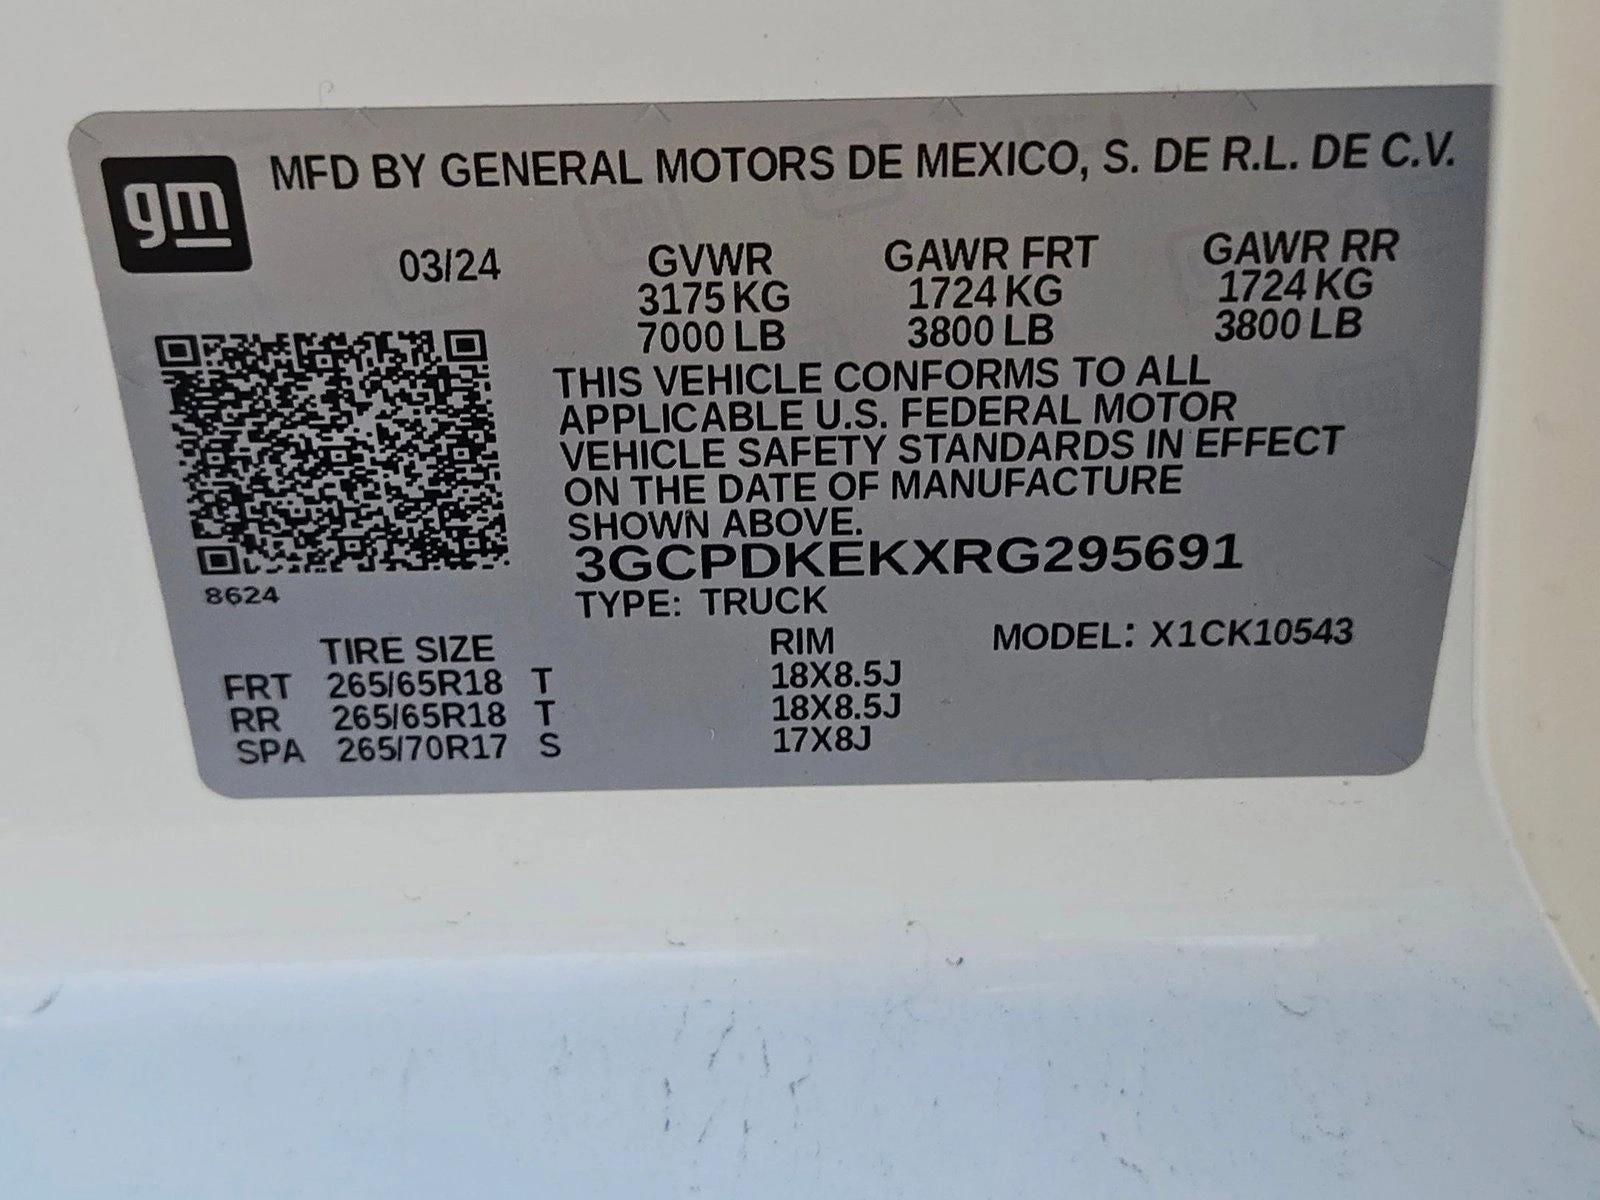 gm
MFD BY GENERAL MOTORS DE MEXICO, S. DE R.L. DE C.V.
03/24 GVWR GAWR FRT GAWR RR
3175 KG 1724 KG 1724 KG
7000 LB 3800 LB 3800 LB
THIS VEHICLE CONFORMS TO ALL
APPLICABLE U.S. FEDERAL MOTOR
VEHICLE SAFETY STANDARDS IN EFFECT
ON THE DATE OF MANUFACTURE
SHOWN ABOVE.
3GCPDKEKXRG295691
8624
TYPE: TRUCK
TIRE SIZE RIM MODEL: X1CK10543
FRT 265/65R18 T 18X8.5J
RR 265/65R18 T 18X8.5J
SPA 265/70R17 S 17X8J